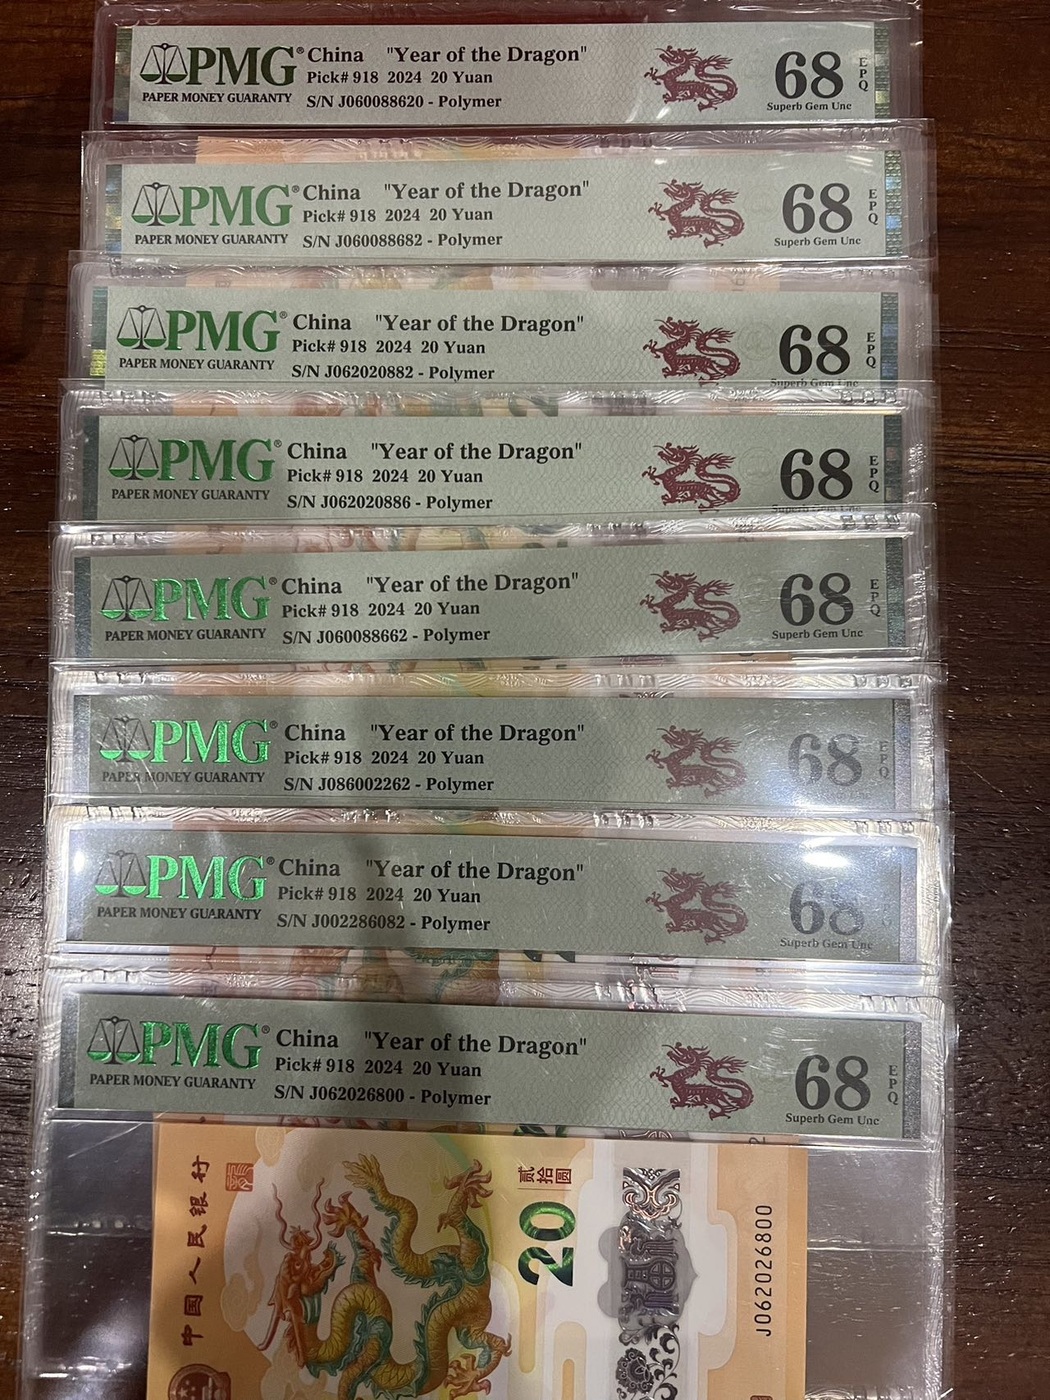 PMG® China "Year of the Dragon"
Pick# 918 2024 20 Yuan
PAPER MONEY GUARANTY
S/N J060088620 - Polymer
68 EPQ
Superb Gem Unc
PMG® China "Year of the Dragon"
Pick# 918 2024 20 Yuan
PAPER MONEY GUARANTY
S/N J060088682 - Polymer
68 EPQ
Superb Gem Unc
PMG® China "Year of the Dragon"
Pick# 918 2024 20 Yuan
PAPER MONEY GUARANTY
S/N J062020882 - Polymer
68 EPQ
Superb Gem Unc
PMG® China "Year of the Dragon"
Pick# 918 2024 20 Yuan
PAPER MONEY GUARANTY
S/N J062020886 - Polymer
68 EPQ
PMG® China "Year of the Dragon"
Pick# 918 2024 20 Yuan
PAPER MONEY GUARANTY
S/N J060088662 - Polymer
68 EPQ
Superb Gem Unc
PMG® China "Year of the Dragon"
Pick# 918 2024 20 Yuan
PAPER MONEY GUARANTY
S/N J086002262 - Polymer
68 EPQ
PMG® China "Year of the Dragon"
Pick# 918 2024 20 Yuan
PAPER MONEY GUARANTY
S/N J002286082 - Polymer
68
Superb Gem Unc
PMG® China "Year of the Dragon"
Pick# 918 2024 20 Yuan
PAPER MONEY GUARANTY
S/N J062026800 - Polymer
68 EPQ
Superb Gem Unc
中国人民银行
贰拾圆
20
J062026800